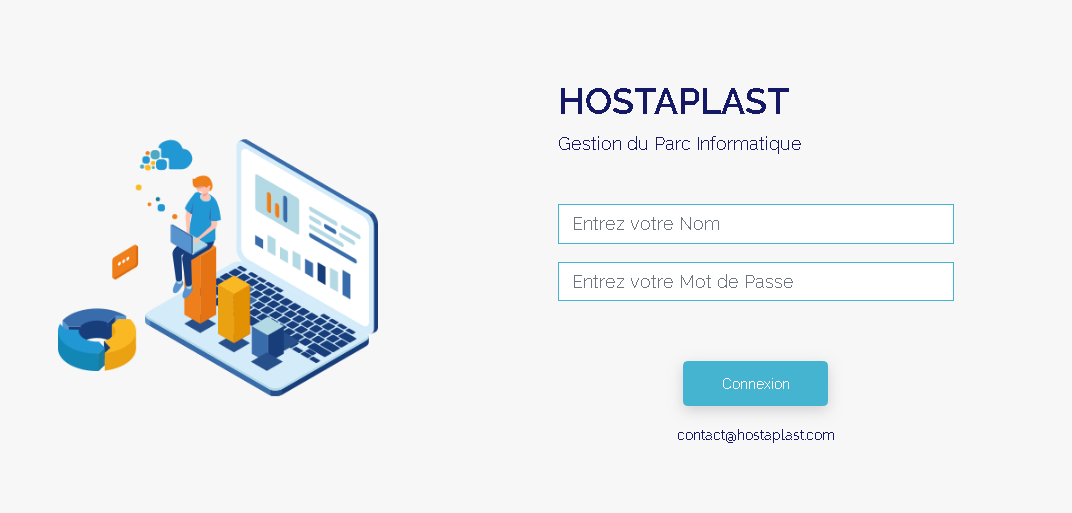 HOSTAPLAST
Gestion du Parc Informatique
Entrez votre Nom
Entrez votre Mot de Passe
Connexion
contact@hostaplast.com